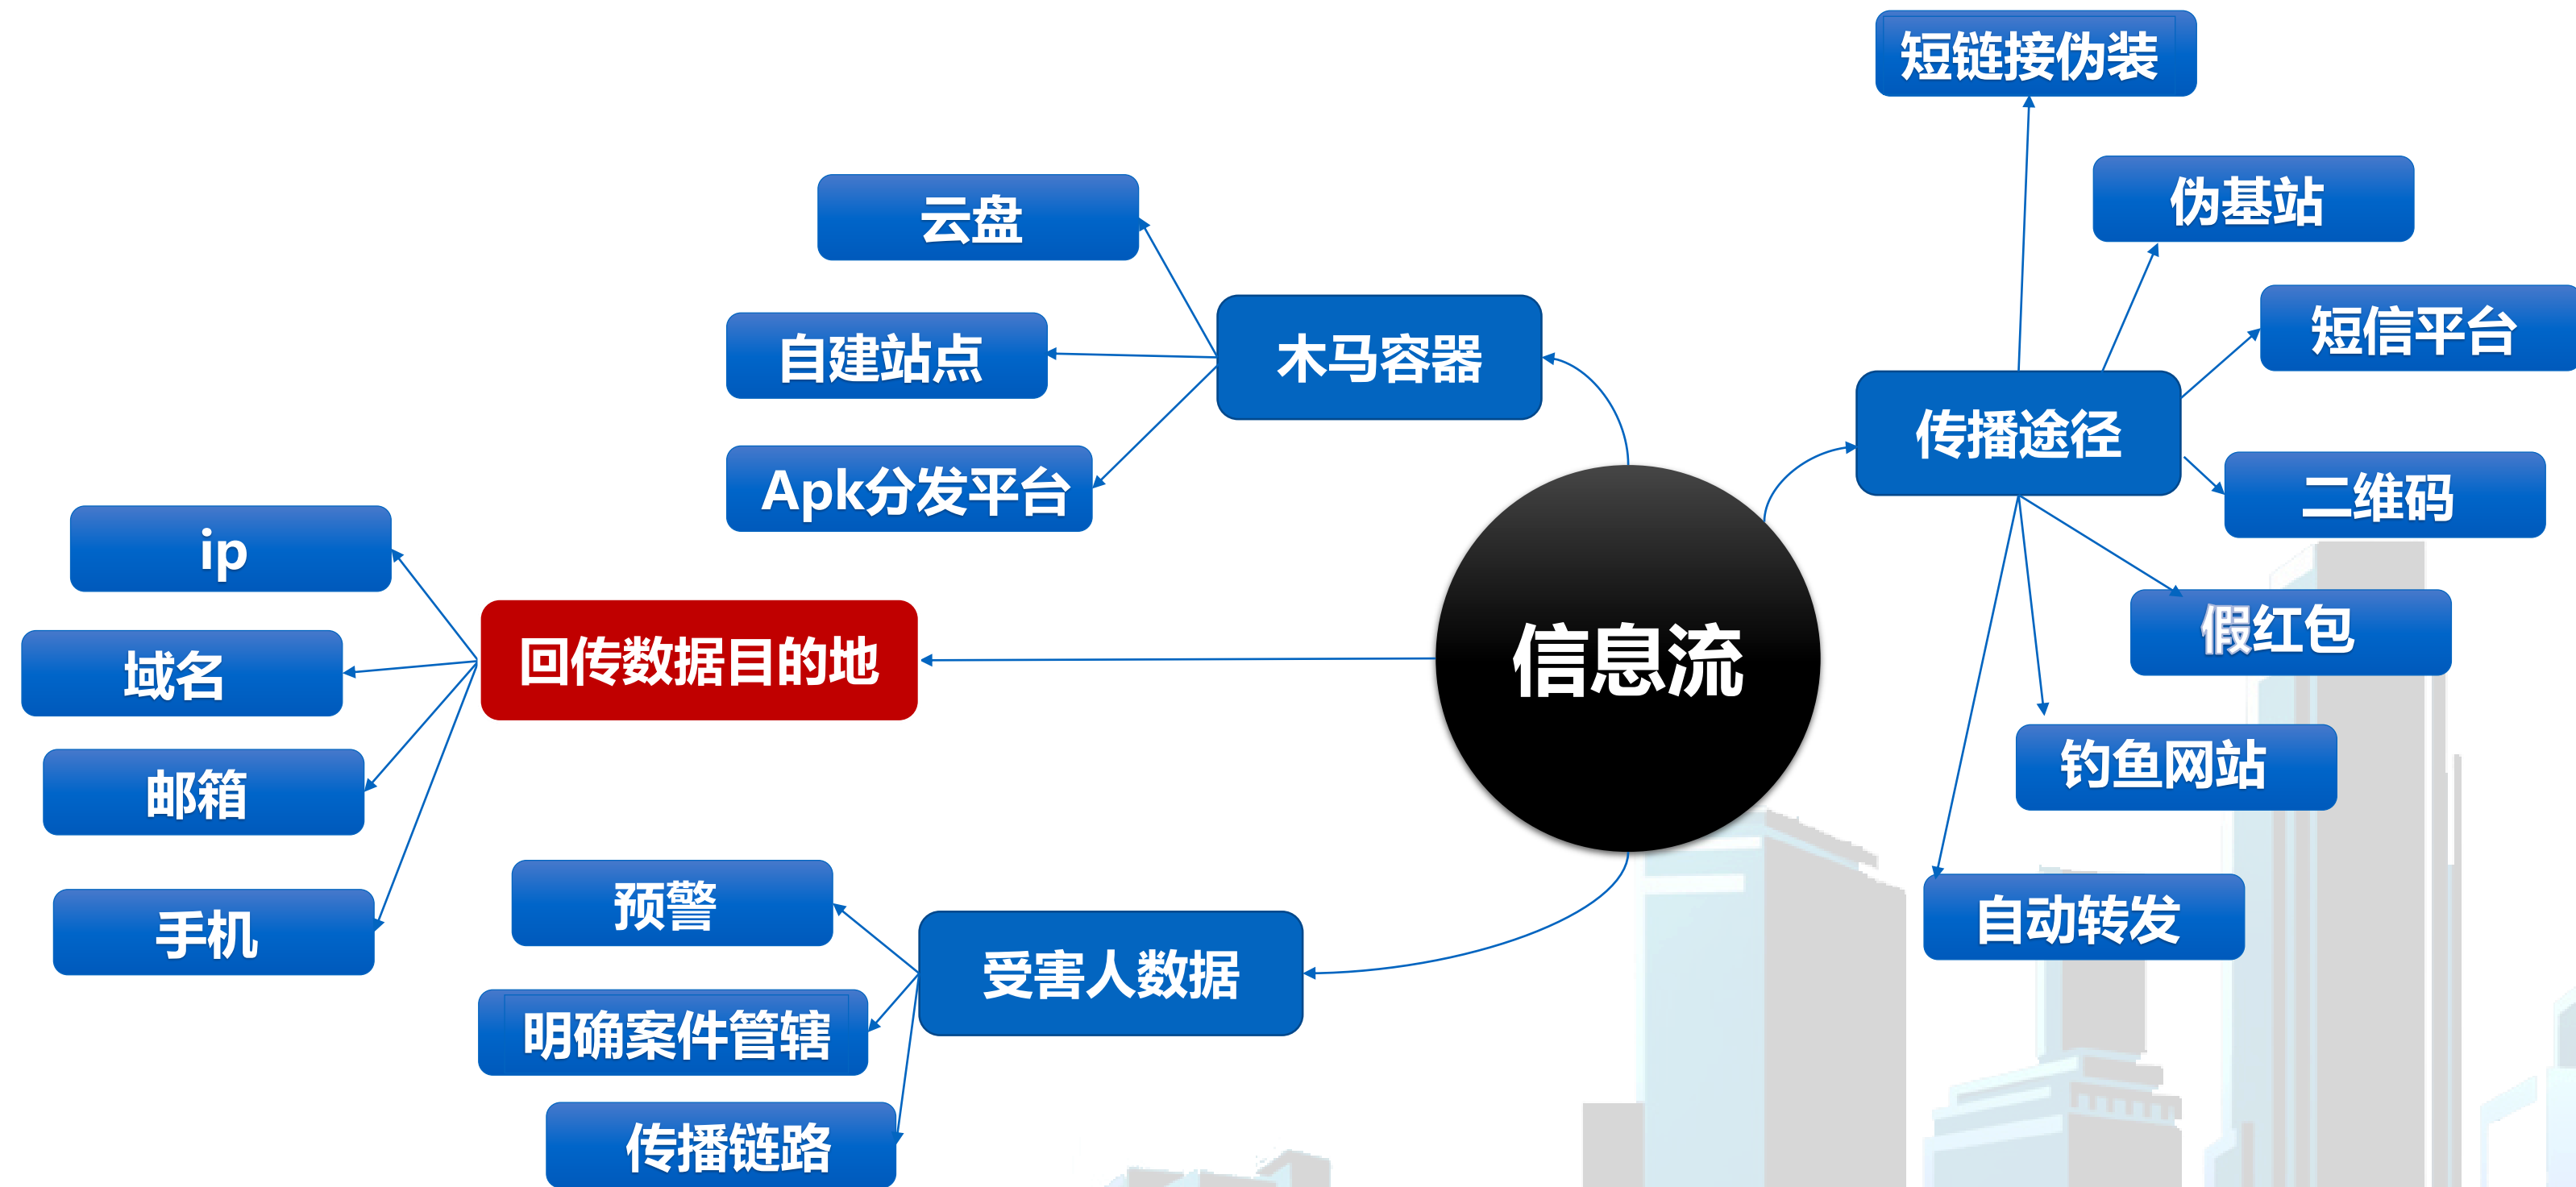 短链接伪装
伪基站
云盘
短信平台
自建站点
木马容器
传播途径
Apk分发平台
二维码
ip
假红包
回传数据目的地
信息流
域名
钓鱼网站
邮箱
预警
自动转发
手机
受害人数据
明确案件管辖
传播链路